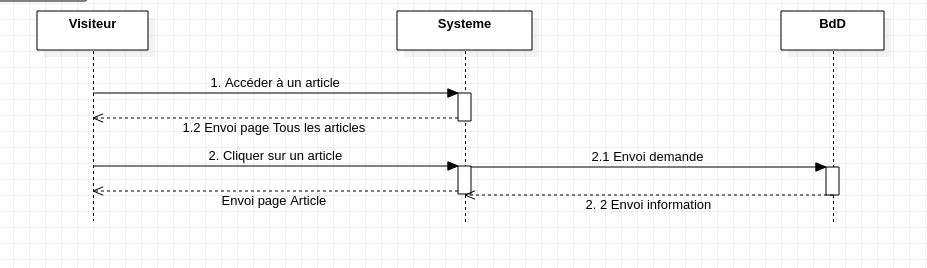 Visiteur
Systeme
BdD
1. Accéder à un article
1.2 Envoi page Tous les articles
2. Cliquer sur un article
2.1 Envoi demande
Envoi page Article
2. 2 Envoi information